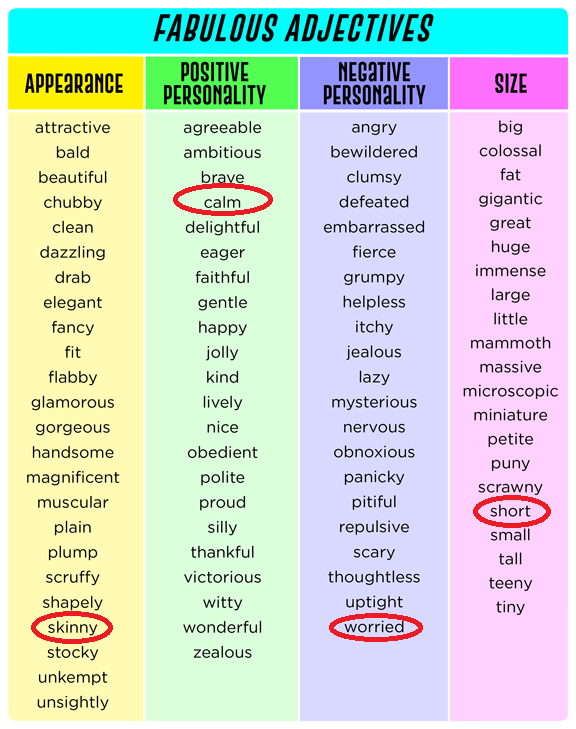 FABULOUS ADJECTIVES
APPEARANCE
attractive
bald
beautiful
chubby
clean
dazzling
drab
elegant
fancy
fit
flabby
glamorous
gorgeous
handsome
magnificent
muscular
plain
plump
scruffy
shapely
skinny
stocky
unkempt
unsightly
POSITIVE
PERSONALITY
agreeable
ambitious
brave
calm
delightful
eager
faithful
gentle
happy
jolly
kind
lively
nice
obedient
polite
proud
silly
thankful
victorious
witty
wonderful
zealous
NEGATIVE
PERSONALITY
angry
bewildered
clumsy
defeated
embarrassed
fierce
grumpy
helpless
itchy
jealous
lazy
mysterious
nervous
obnoxious
panicky
pitiful
repulsive
scary
thoughtless
uptight
worried
SIZE
big
colossal
fat
gigantic
great
huge
immense
large
little
mammoth
massive
microscopic
miniature
petite
puny
scrawny
short
small
tall
teeny
tiny